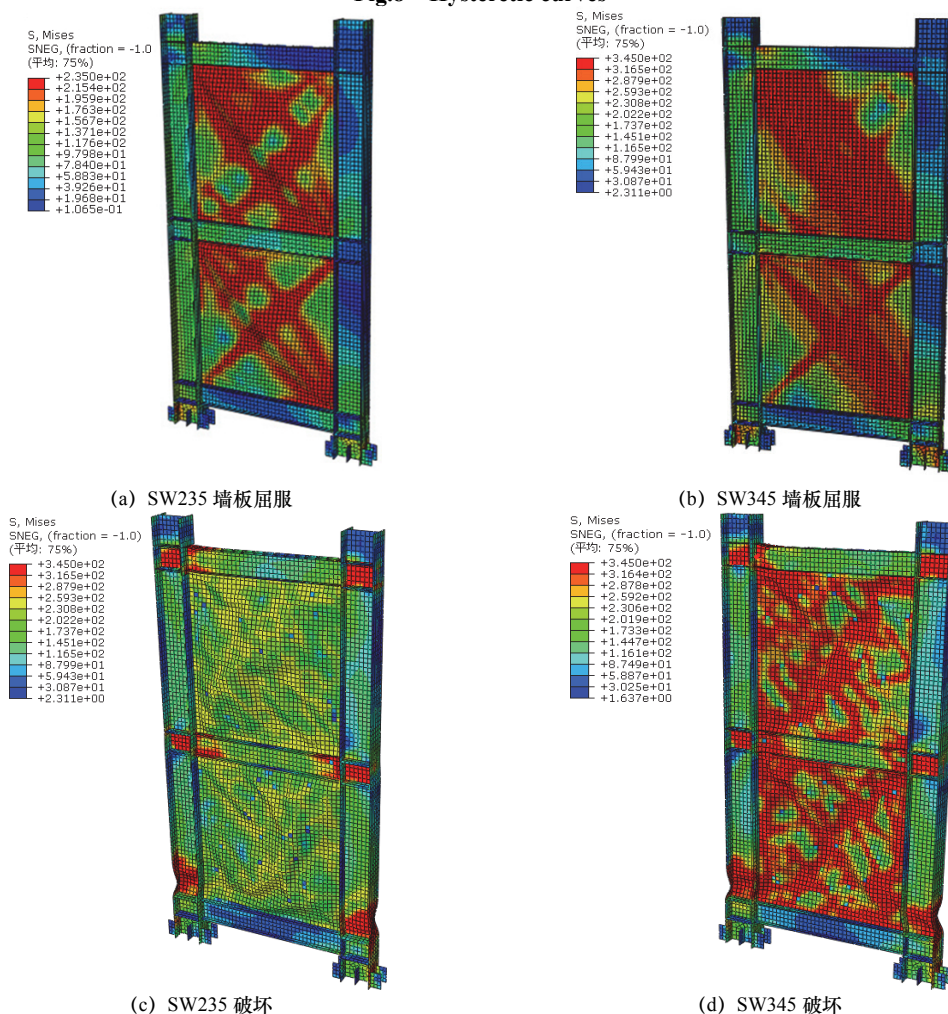 Fig.8 Hysteretic curves
S, Mises
SNEG, (fraction = -1.0
(平均: 75%)
+2.350e+02
+2.154e+02
+1.959e+02
+1.763e+02
+1.567e+02
+1.371e+02
+1.176e+02
+9.798e+01
+7.840e+01
+5.883e+01
+3.926e+01
+1.968e+01
+1.065e-01
S, Mises
SNEG, (fraction = -1.0)
(平均: 75%)
+3.450e+02
+3.165e+02
+2.879e+02
+2.593e+02
+2.308e+02
+2.022e+02
+1.737e+02
+1.451e+02
+1.165e+02
+8.799e+01
+5.943e+01
+3.087e+01
+2.311e+00
(a) SW235 墙板屈服
(b) SW345 墙板屈服
S, Mises
SNEG, (fraction = -1.0)
(平均: 75%)
+3.450e+02
+3.165e+02
+2.879e+02
+2.593e+02
+2.308e+02
+2.022e+02
+1.737e+02
+1.451e+02
+1.165e+02
+8.799e+01
+5.943e+01
+3.087e+01
+2.311e+00
S, Mises
SNEG, (fraction = -1.0)
(平均: 75%)
+3.450e+02
+3.164e+02
+2.878e+02
+2.592e+02
+2.306e+02
+2.019e+02
+1.733e+02
+1.447e+02
+1.161e+02
+8.749e+01
+5.887e+01
+3.025e+01
+1.637e+00
(c) SW235 破坏
(d) SW345 破坏